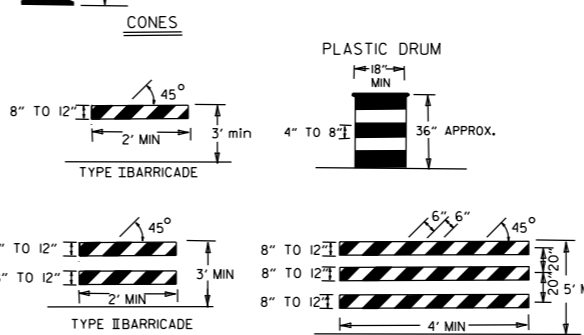 CONES
PLASTIC DRUM
18"
MIN
45°
8" TO 12"
2' MIN
3' min
TYPE I BARRICADE
4" TO 8"
36" APPROX.
45°
" TO 12"
" TO 12"
2' MIN
3' MIN
TYPE II BARRICADE
6" 6"
45°
8" TO 12"
8" TO 12"
8" TO 12"
20"
20"
5' M
4' MIN